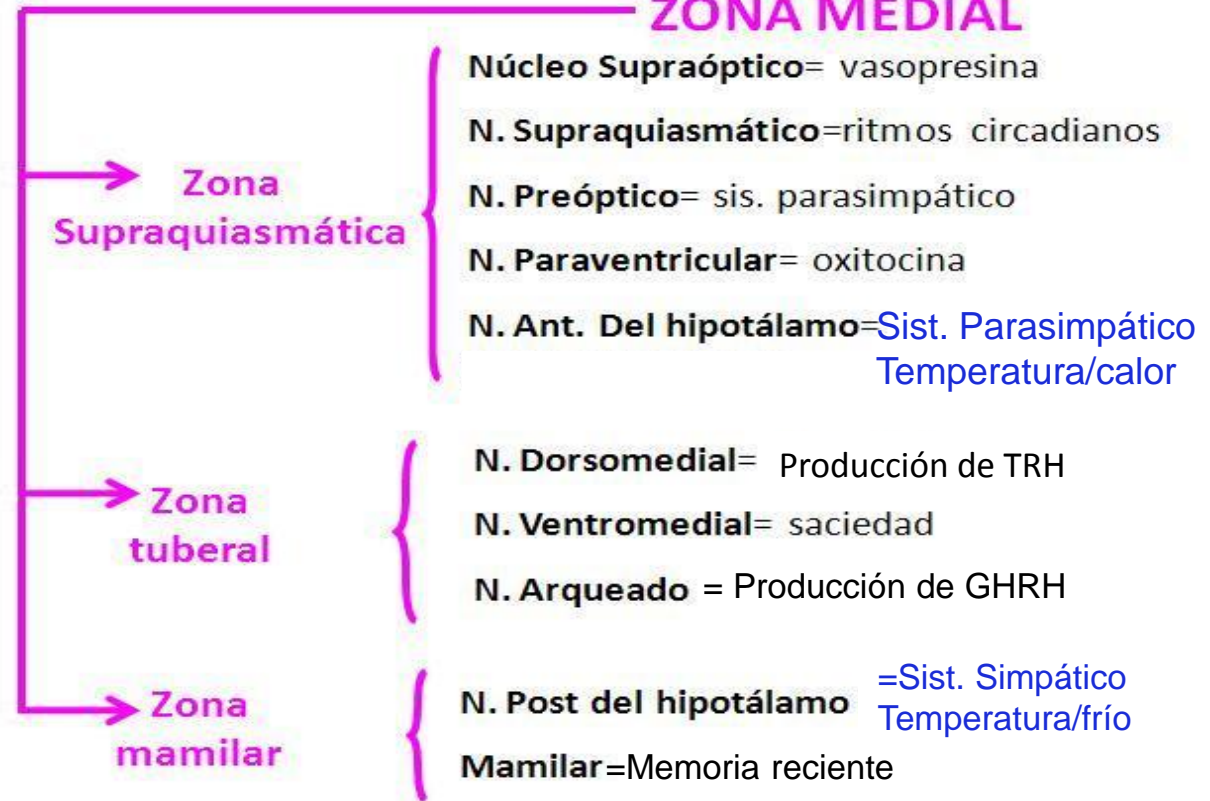 ZONA MEDIAL
Zona
Supraquiasmática
Núcleo Supraóptico= vasopresina
N. Supraquiasmático=ritmos circadianos
N. Preóptico= sis. parasimpático
N. Paraventricular= oxitocina
N. Ant. Del hipotálamo=Sist. Parasimpático
Temperatura/calor
Zona
tuberal
N. Dorsomedial= Producción de TRH
N. Ventromedial= saciedad
N. Arqueado = Producción de GHRH
Zona
mamilar
N. Post del hipotálamo =Sist. Simpático
Temperatura/frío
Mamilar=Memoria reciente